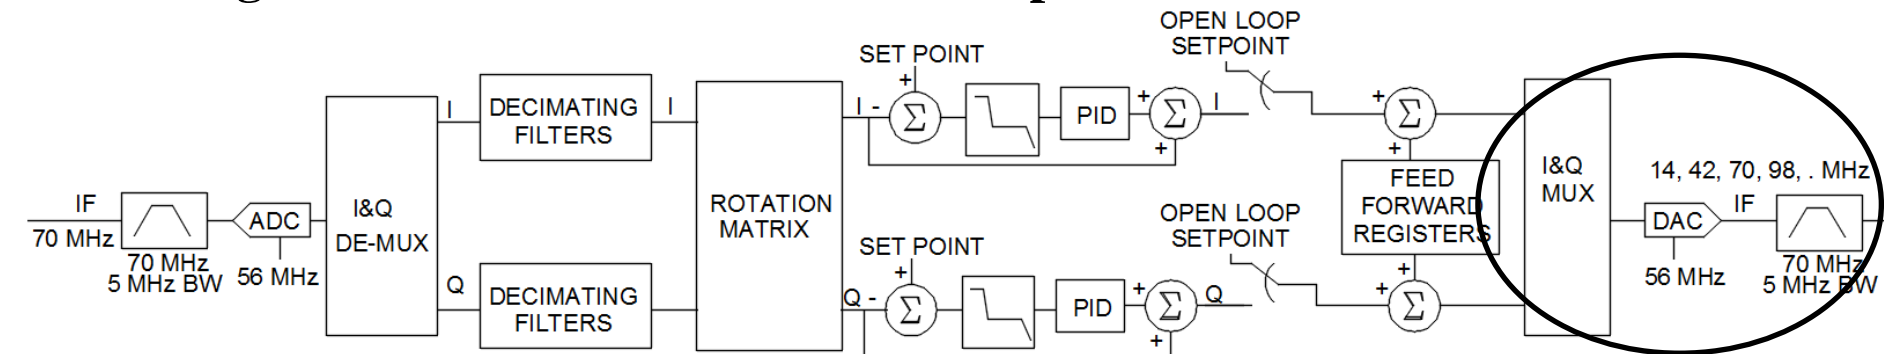 OPEN LOOP
SETPOINT
SET POINT
+
I
DECIMATING
FILTERS
I
I -
Σ
PID
+
Σ
I
+
+
Σ
+
I&Q
MUX
14, 42, 70, 98, . MHz
IF
70 MHz
70 MHz
5 MHz BW
ADC
56 MHz
I&Q
DE-MUX
ROTATION
MATRIX
FEED
FORWARD
REGISTERS
DAC
56 MHz
IF
70 MHz
5 MHz BW
OPEN LOOP
SETPOINT
SET POINT
+
Q
DECIMATING
FILTERS
Q -
Σ
PID
+
Σ
Q
+
+
+
Σ